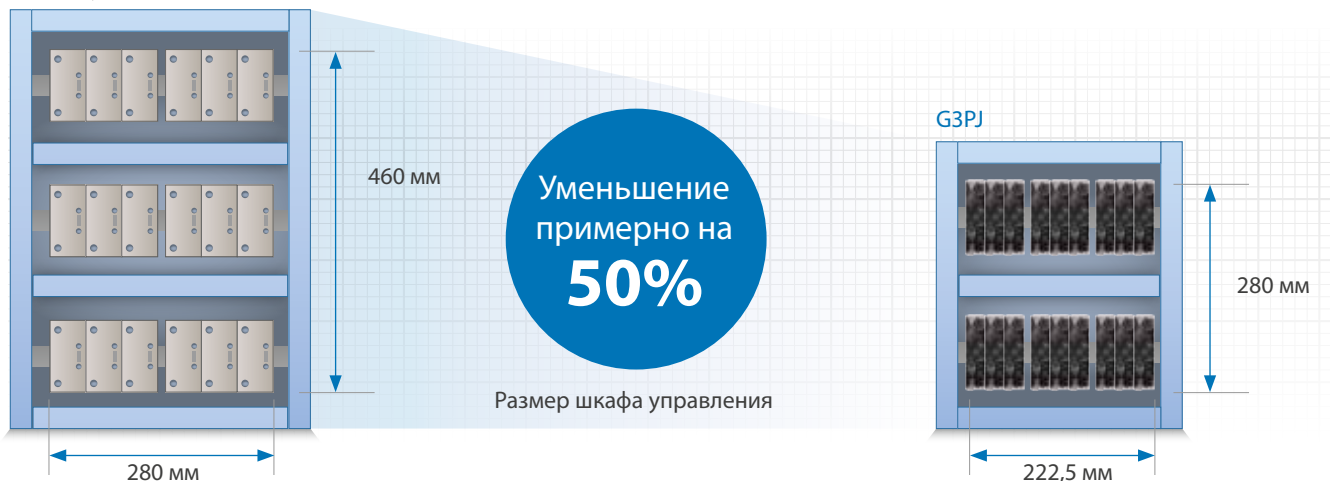 G3PJ
460 мм
Уменьшение
примерно на
50%
280 мм
Размер шкафа управления
280 мм
222,5 мм